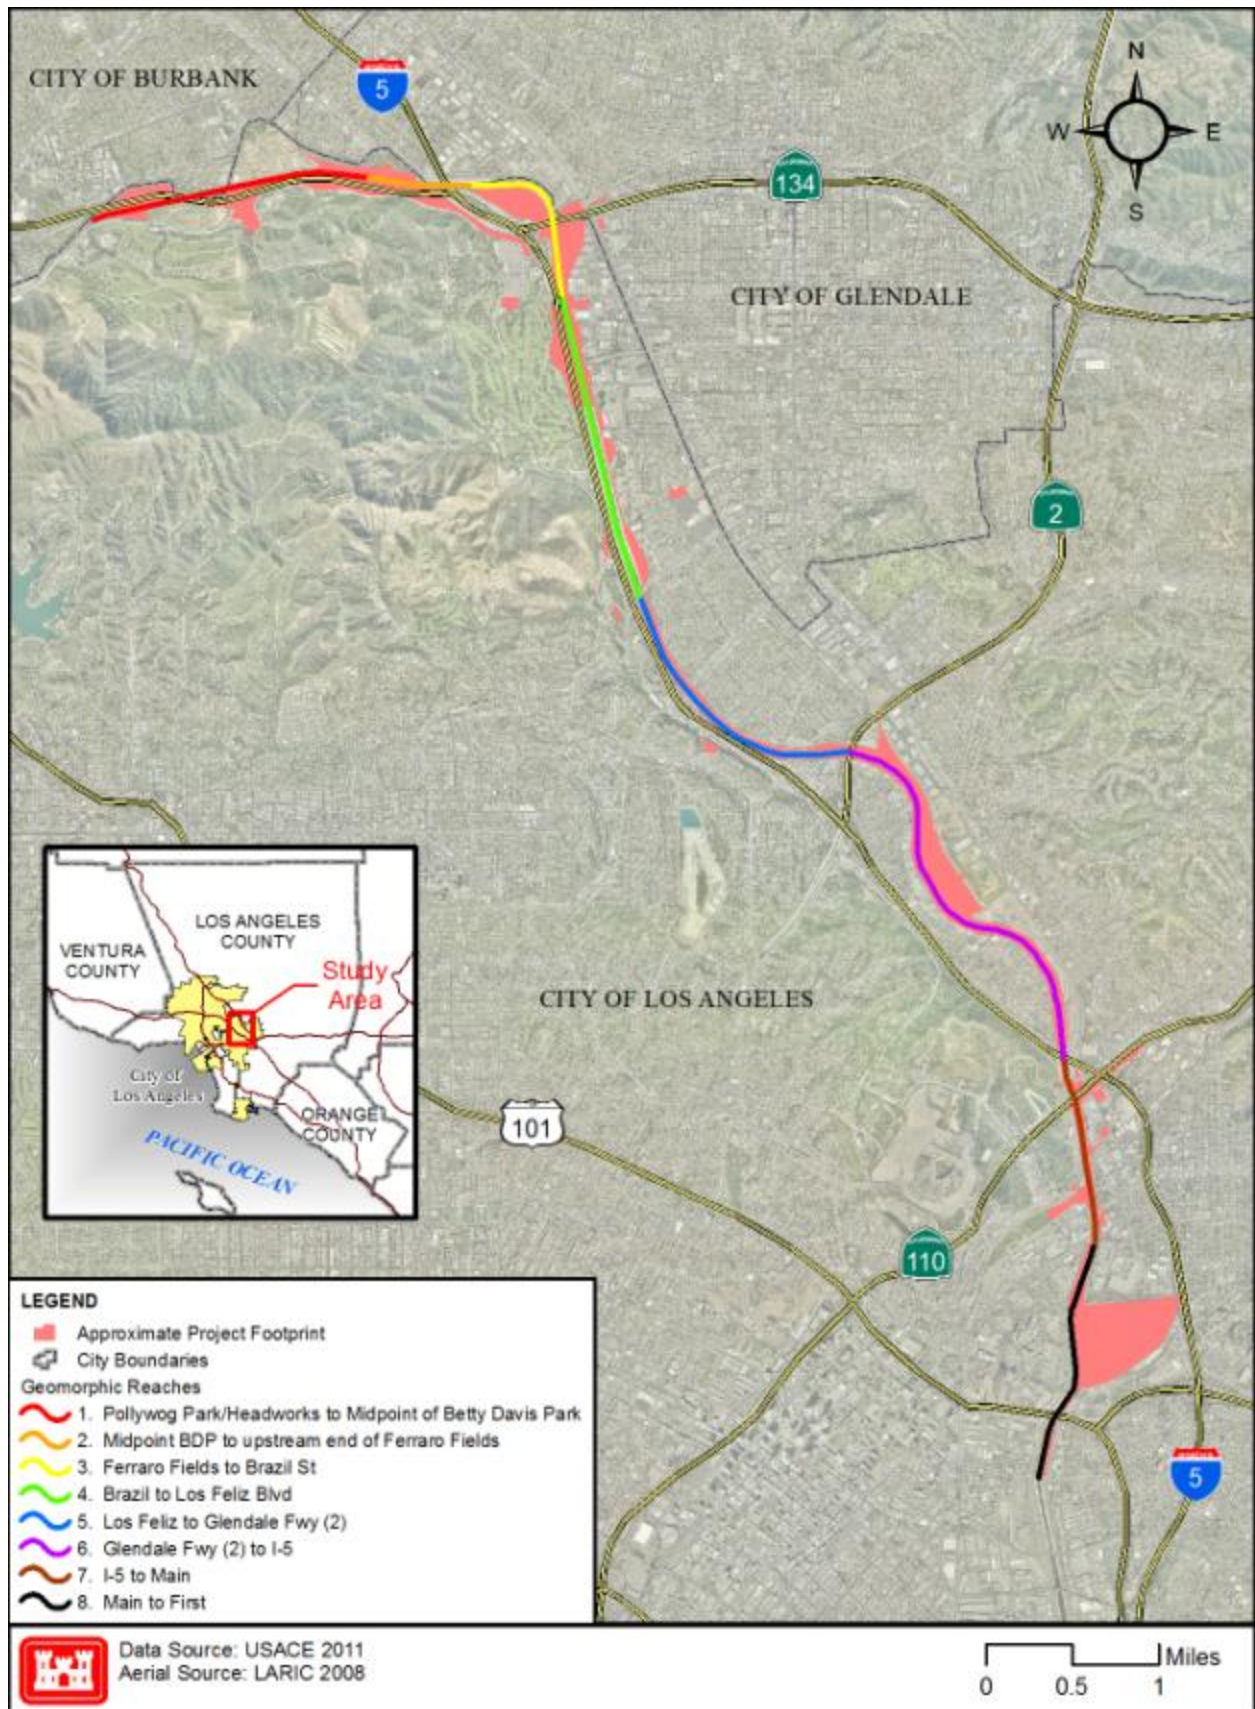 CITY OF BURBANK
5
N
W E
S
134
CITY OF GLENDALE
2
LOS ANGELES
COUNTY
VENTURA
COUNTY
Study
Area
CITY OF LOS ANGELES
City of
Los Angeles
ORANGE
COUNTY
PACIFIC OCEAN
101
110
5
LEGEND
Approximate Project Footprint
City Boundaries
Geomorphic Reaches
1. Pollywog Park/Headworks to Midpoint of Betty Davis Park
2. Midpoint BDP to upstream end of Ferraro Fields
3. Ferraro Fields to Brazil St
4. Brazil to Los Feliz Blvd
5. Los Feliz to Glendale Fwy (2)
6. Glendale Fwy (2) to I-5
7. I-5 to Main
8. Main to First
Data Source: USACE 2011
Aerial Source: LARIC 2008
Miles
0 0.5 1